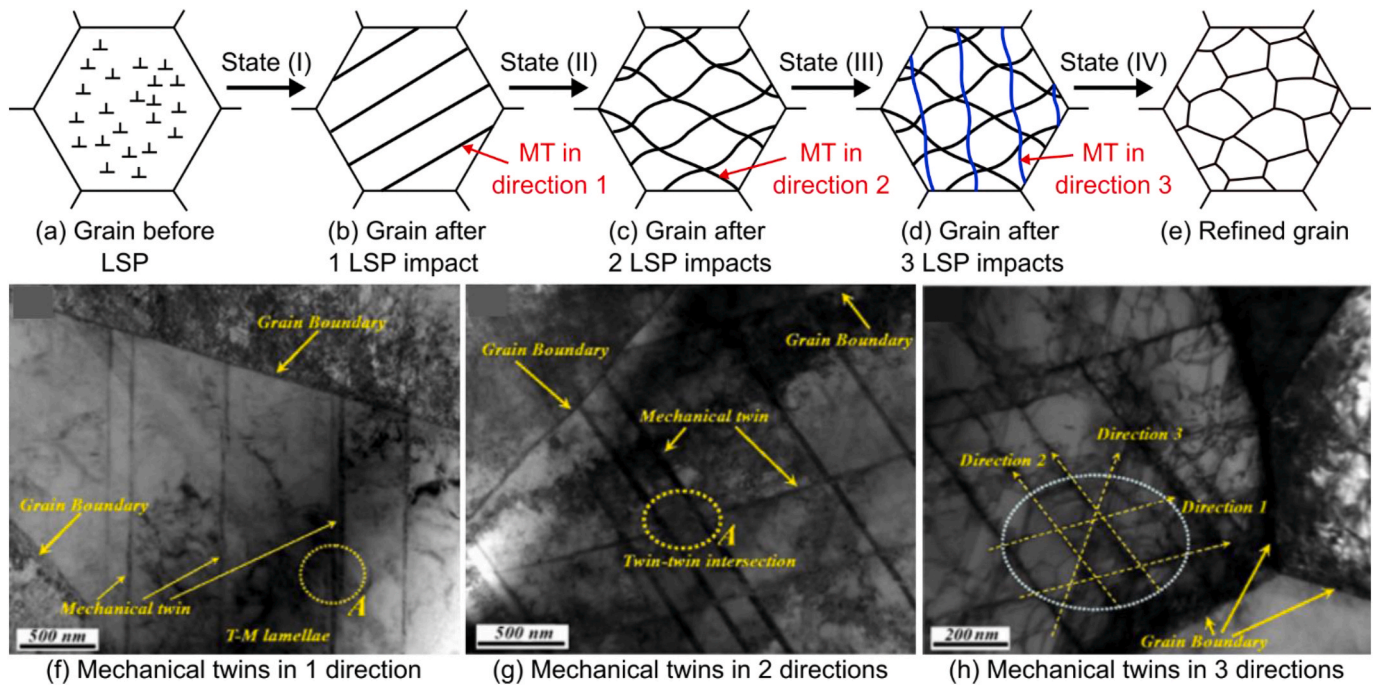 State (I)
State (II)
State (III)
State (IV)
MT in
direction 1
MT in
direction 2
MT in
direction 3
(a) Grain before
LSP
(b) Grain after
1 LSP impact
(c) Grain after
2 LSP impacts
(d) Grain after
3 LSP impacts
(e) Refined grain
Grain Boundary
Grain Boundary
Mechanical twin
A
T-M lamellae
500 nm
(f) Mechanical twins in 1 direction
Grain Boundary
Grain Boundary
Mechanical twin
A
Twin-twin intersection
500 nm
(g) Mechanical twins in 2 directions
Direction 3
Direction 2
Direction 1
Grain Boundary
200 nm
(h) Mechanical twins in 3 directions